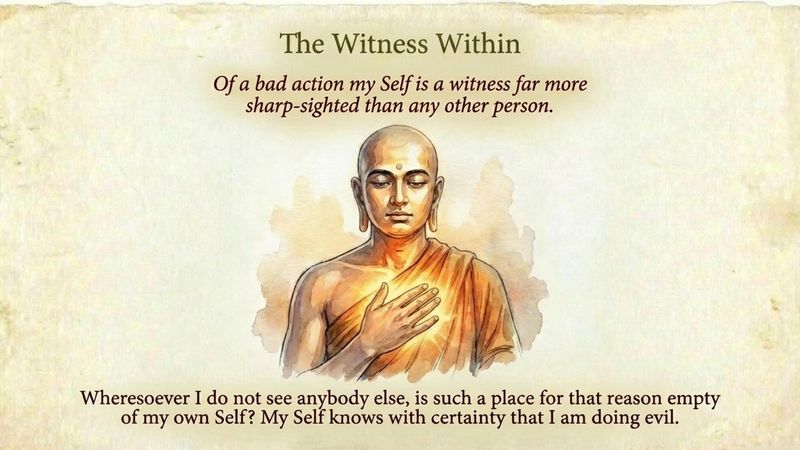 The Witness Within
Of a bad action my Self is a witness far more
sharp-sighted than any other person.
Wheresoever I do not see anybody else, is such a place for that reason empty
of my own Self? My Self knows with certainty that I am doing evil.